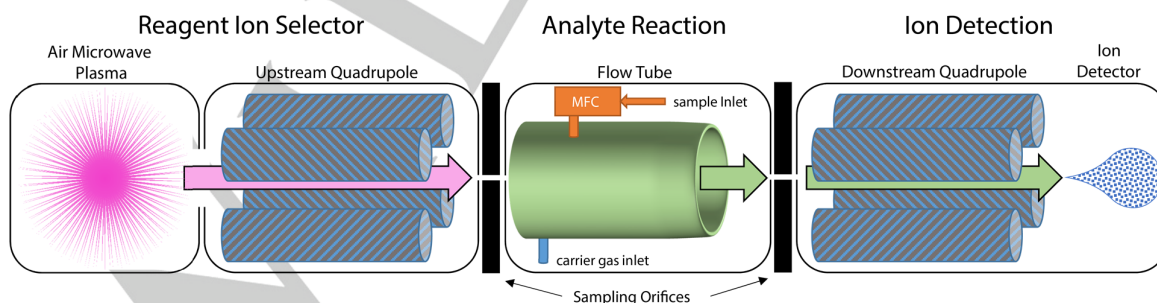 Reagent Ion Selector
Analyte Reaction
Ion Detection
Air Microwave
Plasma
Upstream Quadrupole
Flow Tube
Downstream Quadrupole
Ion
Detector
MFC
sample Inlet
carrier gas inlet
Sampling Orifices